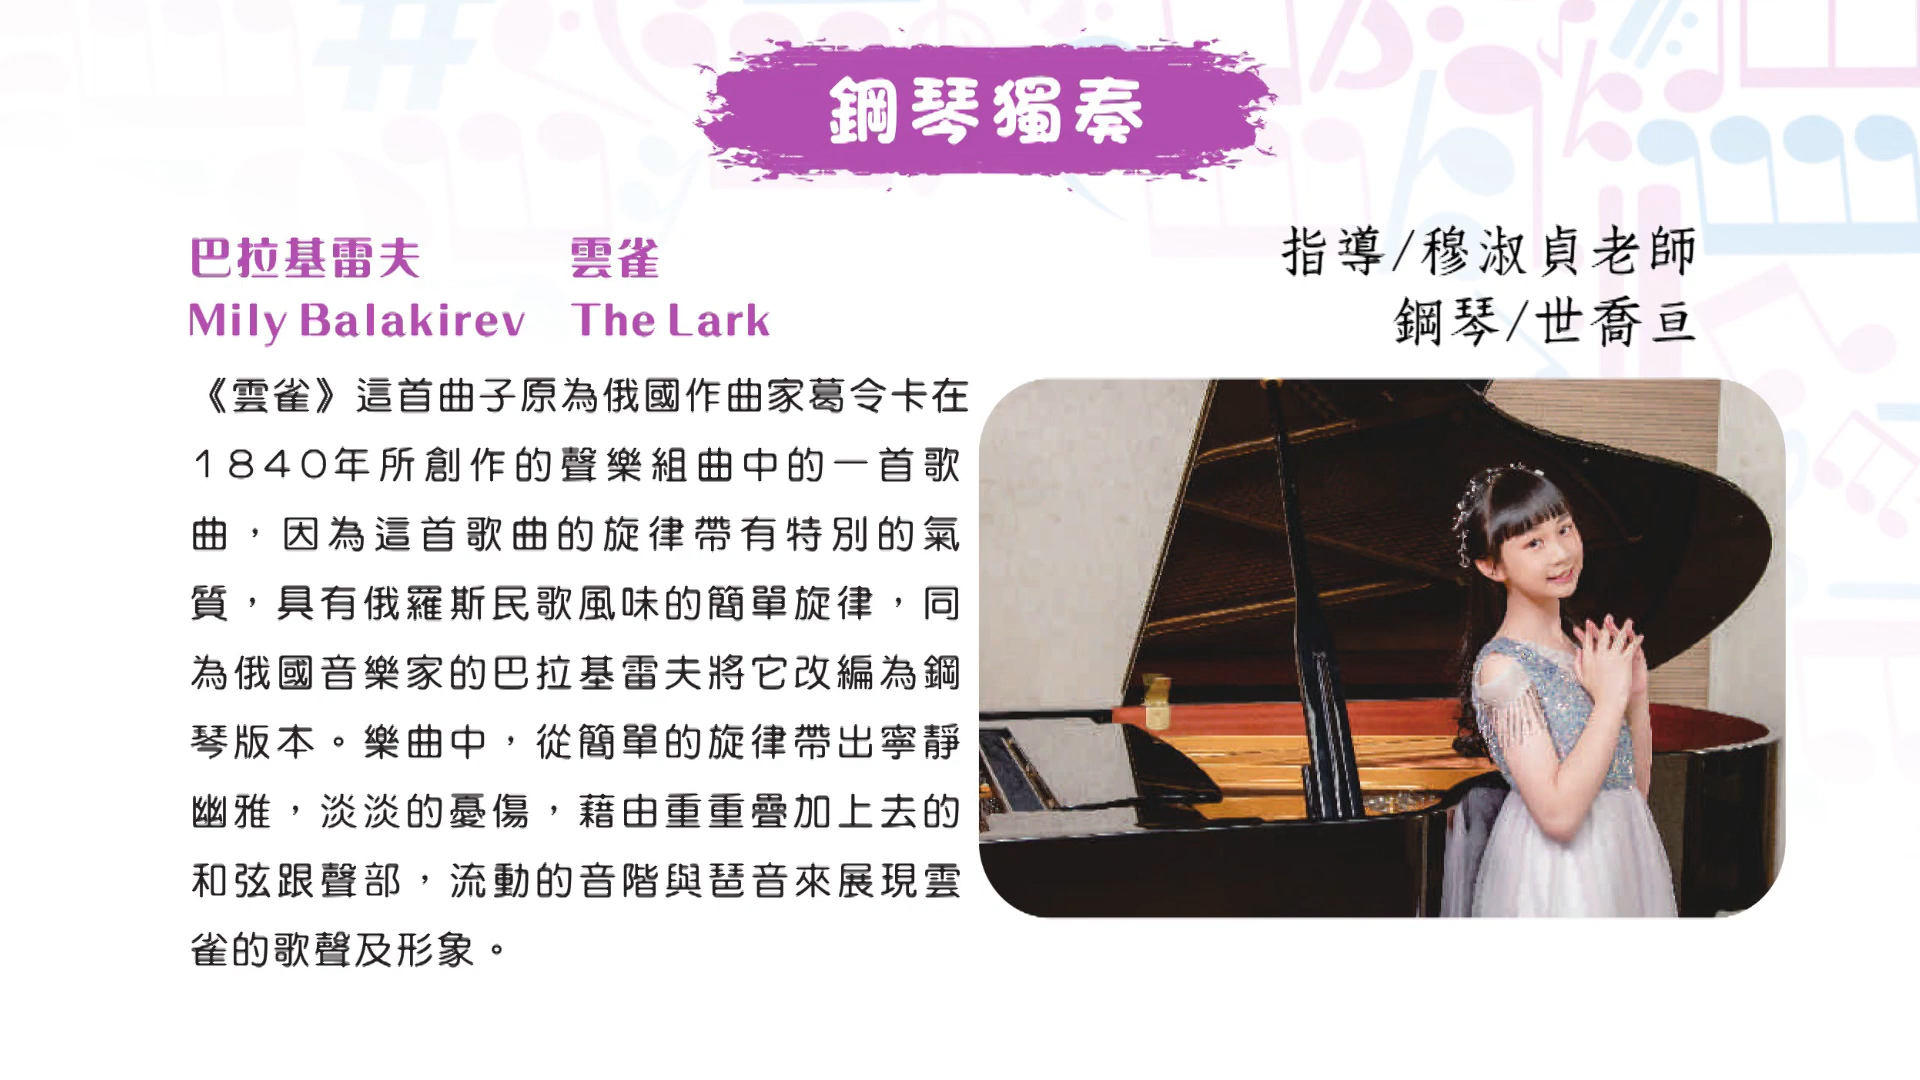 鋼琴獨奏
巴拉基雷夫 雲雀
Mily Balakirev The Lark
指導/穆淑貞老師
鋼琴/世喬亘
《雲雀》這首曲子原為俄國作曲家葛令卡在
1840年所創作的聲樂組曲中的一首歌
曲，因為這首歌曲的旋律帶有特別的氣
質，具有俄羅斯民歌風味的簡單旋律，同
為俄國音樂家的巴拉基雷夫將它改編為鋼
琴版本。樂曲中，從簡單的旋律帶出寧靜
幽雅，淡淡的憂傷，藉由重重疊加上去的
和弦跟聲部，流動的音階與琶音來展現雲
雀的歌聲及形象。